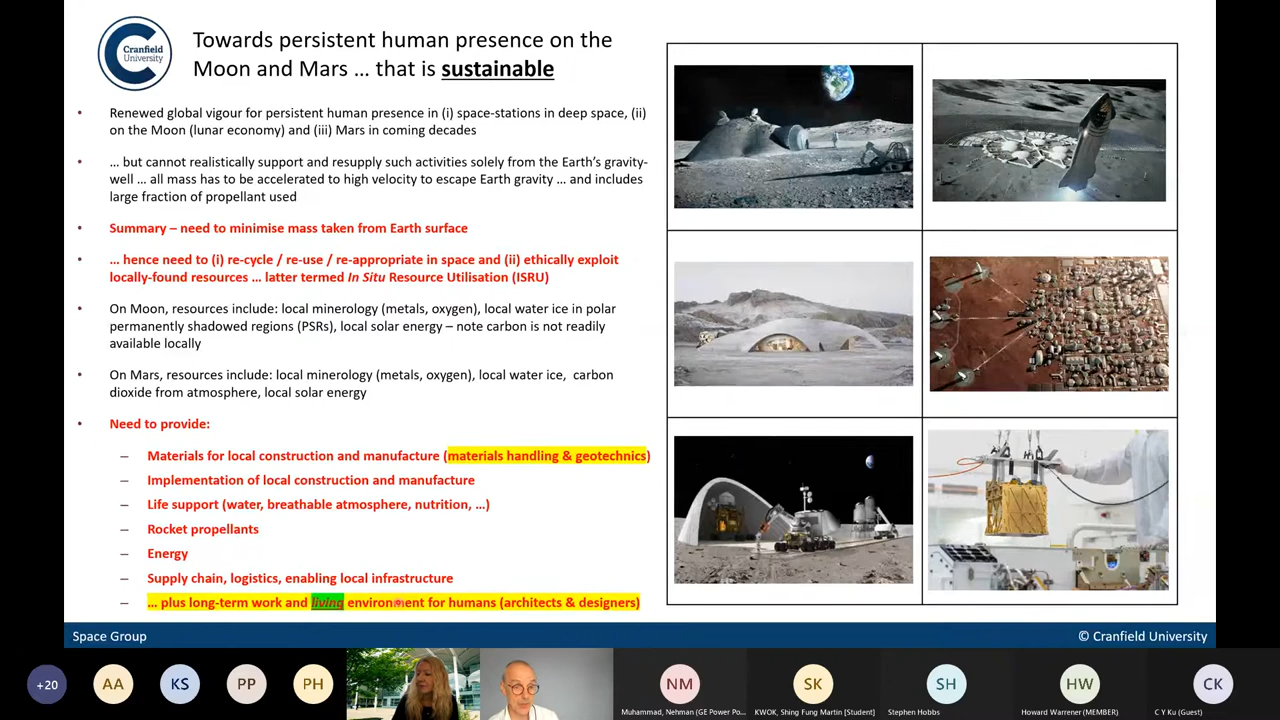 Cranfield
University
Towards persistent human presence on the
Moon and Mars … that is sustainable
• Renewed global vigour for persistent human presence in (i) space-stations in deep space, (ii)
on the Moon (lunar economy) and (iii) Mars in coming decades
• … but cannot realistically support and resupply such activities solely from the Earth’s gravity-
well … all mass has to be accelerated to high velocity to escape Earth gravity … and includes
large fraction of propellant used
• Summary – need to minimise mass taken from Earth surface
• … hence need to (i) re-cycle / re-use / re-appropriate in space and (ii) ethically exploit
locally-found resources … latter termed In Situ Resource Utilisation (ISRU)
• On Moon, resources include: local minerology (metals, oxygen), local water ice in polar
permanently shadowed regions (PSRs), local solar energy – note carbon is not readily
available locally
• On Mars, resources include: local minerology (metals, oxygen), local water ice, carbon
dioxide from atmosphere, local solar energy
• Need to provide:
– Materials for local construction and manufacture (materials handling & geotechnics)
– Implementation of local construction and manufacture
– Life support (water, breathable atmosphere, nutrition, …)
– Rocket propellants
– Energy
– Supply chain, logistics, enabling local infrastructure
– … plus long-term work and living environment for humans (architects & designers)
Space Group
© Cranfield University
+20
AA
KS
PP
PH
NM
SK
SH
HW
CK
Muhammad, Nehman (GE Power Po...
KWOK, Shing Fung Martin [Student]
Stephen Hobbs
Howard Warrener (MEMBER)
C Y Ku (Guest)